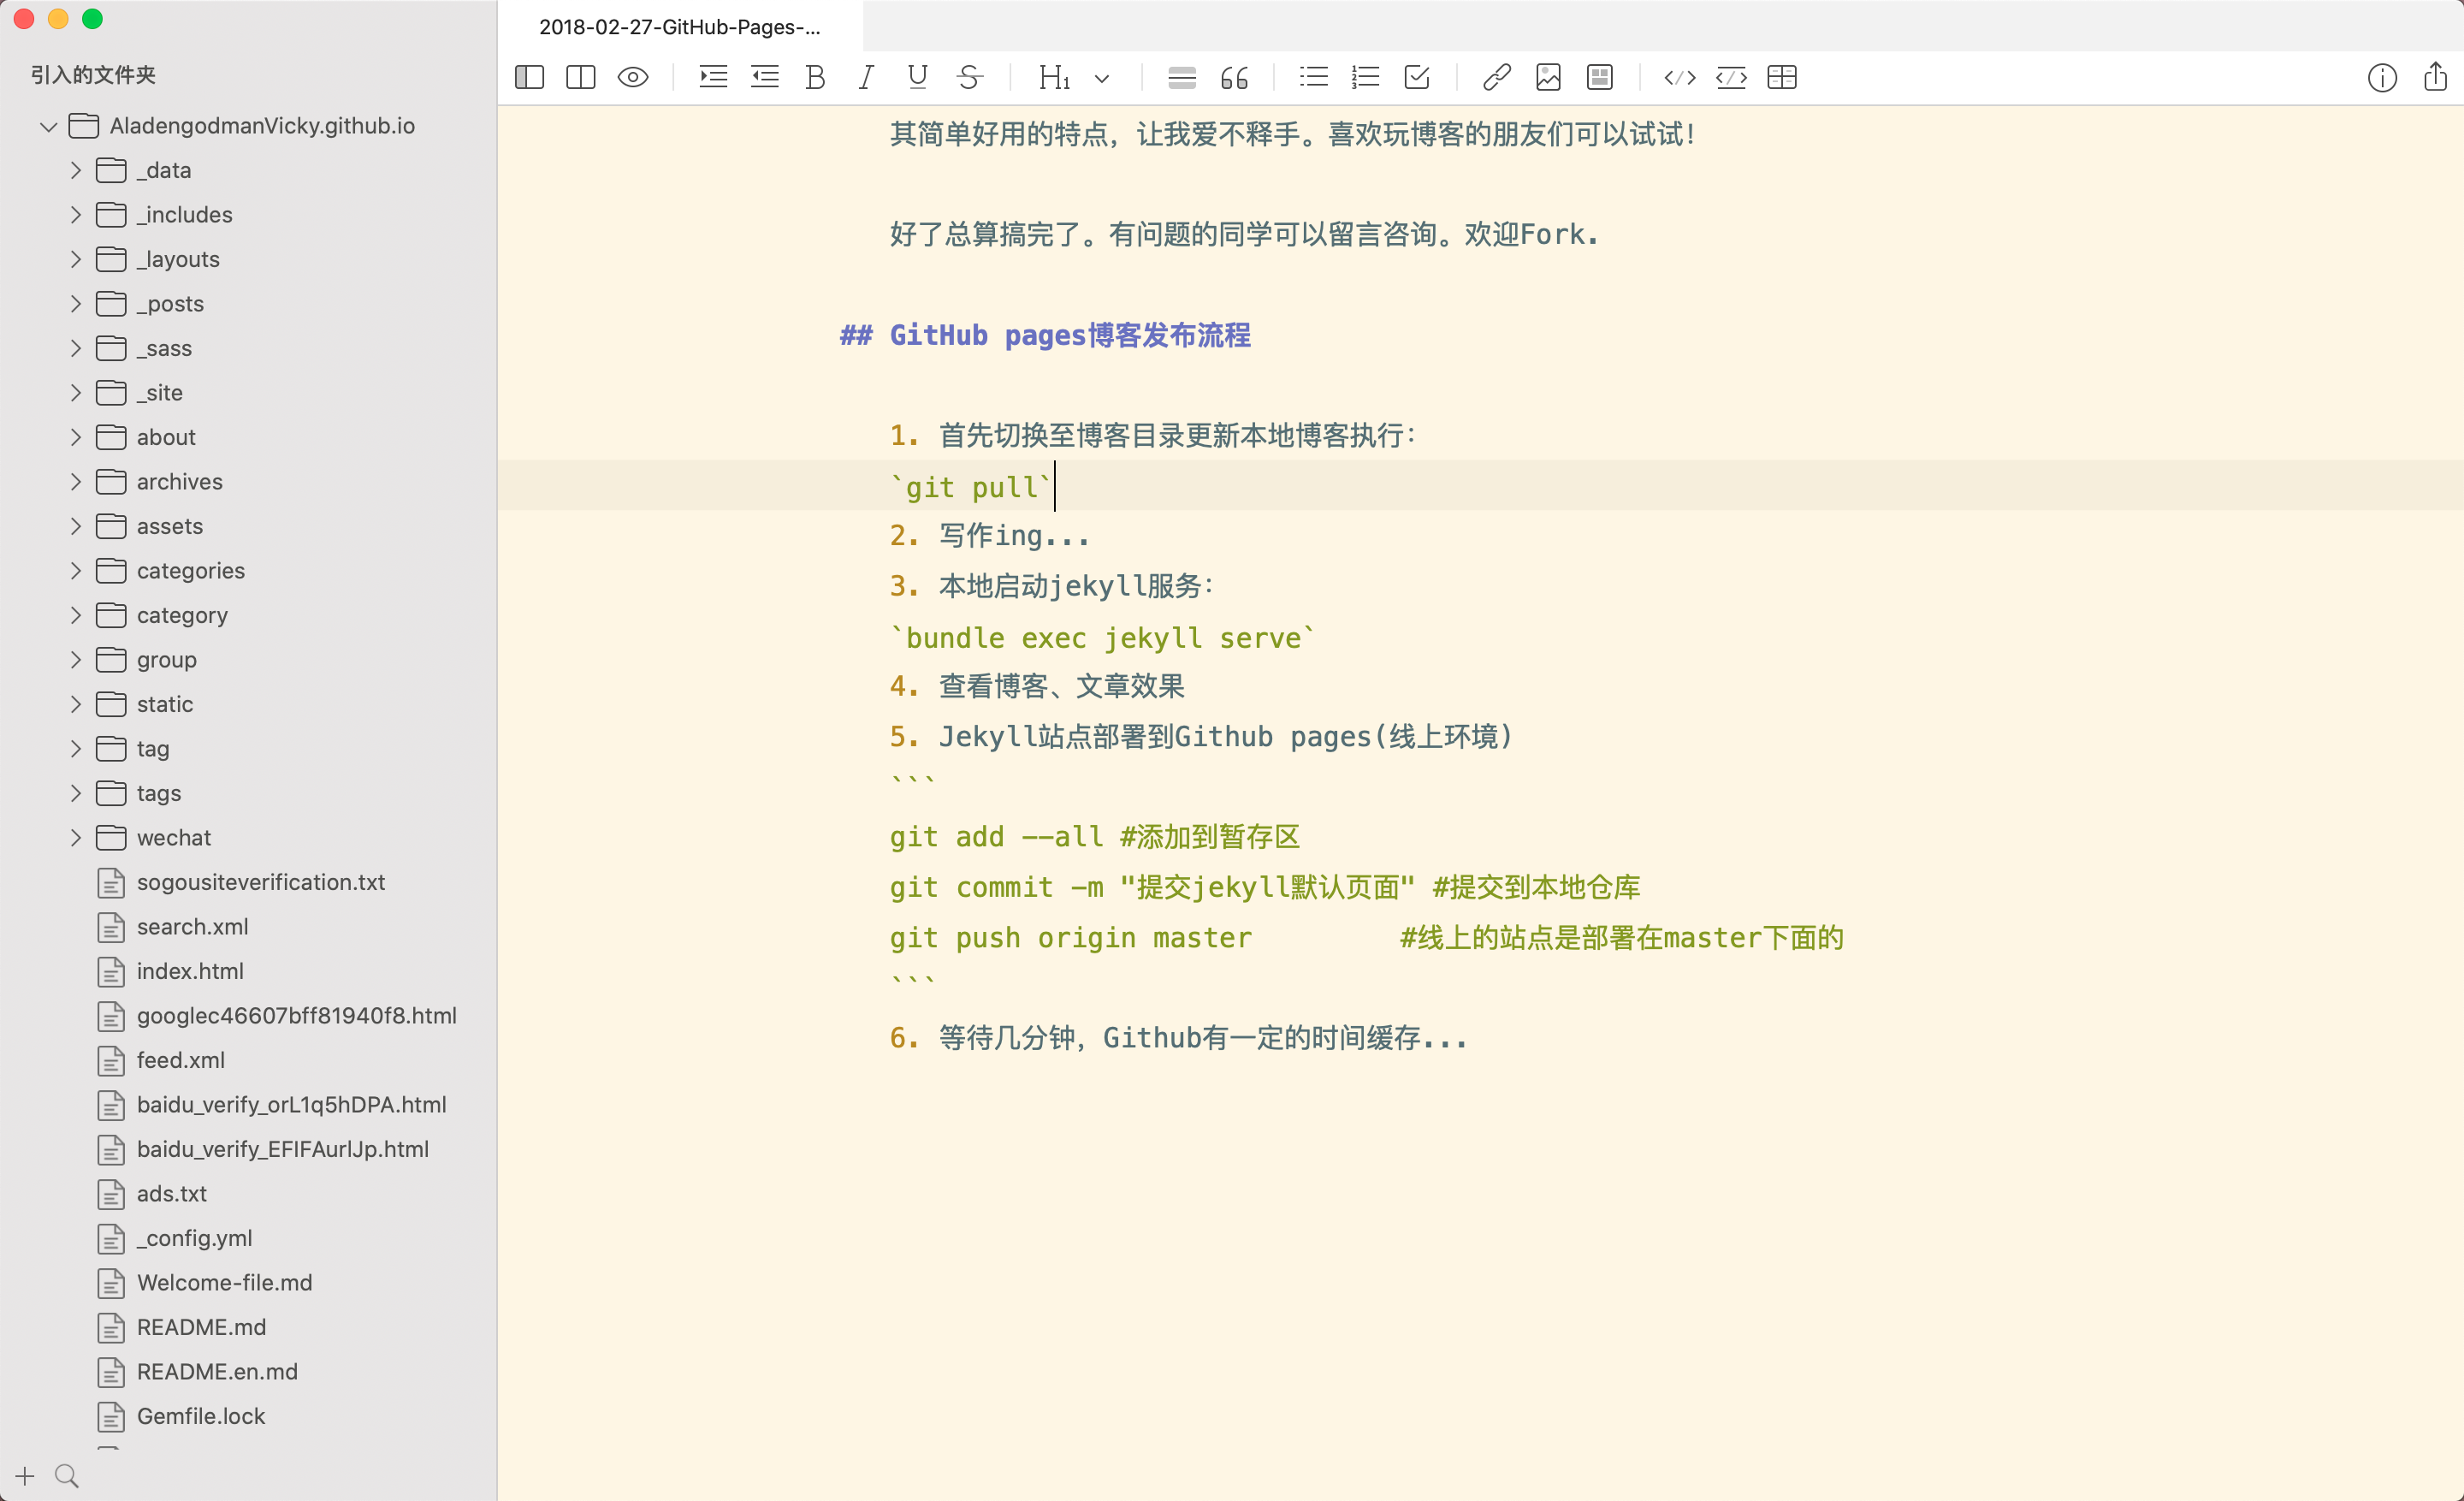 2018-02-27-GitHub-Pages-...
引入的文件夹
AladengodmanVicky.github.io
_data
_includes
_layouts
_posts
_sass
_site
about
archives
assets
categories
category
group
static
tag
tags
wechat
sogousiteverification.txt
search.xml
index.html
googlec46607bff81940f8.html
feed.xml
baidu_verify_orL1q5hDPA.html
baidu_verify_EFIFAurlJp.html
ads.txt
_config.yml
Welcome-file.md
README.md
README.en.md
Gemfile.lock
H1
其简单好用的特点，让我爱不释手。喜欢玩博客的朋友们可以试试！
好了总算搞完了。有问题的同学可以留言咨询。欢迎Fork.
## GitHub pages博客发布流程
1. 首先切换至博客目录更新本地博客执行：
`git pull`
2. 写作ing...
3. 本地启动jekyll服务：
`bundle exec jekyll serve`
4. 查看博客、文章效果
5. Jekyll站点部署到Github pages(线上环境)
```
git add --all #添加到暂存区
git commit -m "提交jekyll默认页面" #提交到本地仓库
git push origin master         #线上的站点是部署在master下面的
```
6. 等待几分钟，Github有一定的时间缓存...